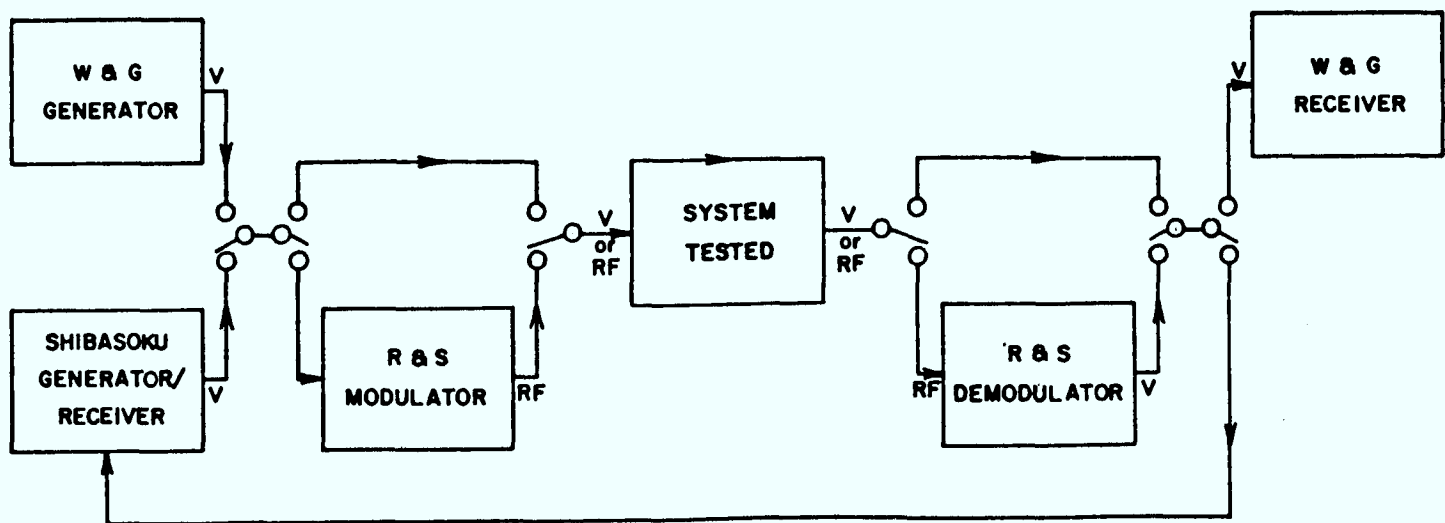 W & G
GENERATOR
V
V
W & G
RECEIVER
SYSTEM
TESTED
V
or
RF
V
or
RF
SHIBASOKU
GENERATOR/
RECEIVER
V
R & S
MODULATOR
RF
RF
R & S
DEMODULATOR
V